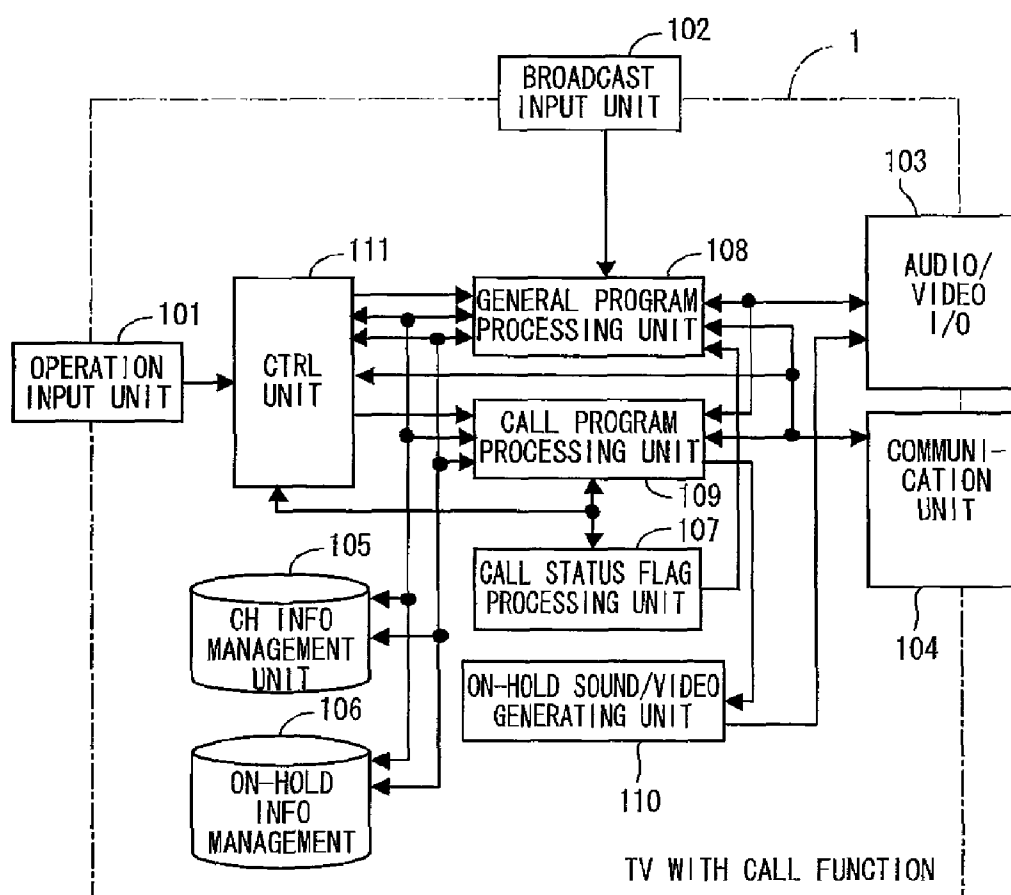 102
BROADCAST
INPUT UNIT
1
103
AUDIO/
VIDEO
I/O
111
CTRL
UNIT
108
GENERAL PROGRAM
PROCESSING UNIT
101
OPERATION
INPUT UNIT
CALL PROGRAM
PROCESSING UNIT
109
COMMUNI-
CATION
UNIT
104
107
CALL STATUS FLAG
PROCESSING UNIT
105
CH INFO
MANAGEMENT
UNIT
ON-HOLD SOUND/VIDEO
GENERATING UNIT
110
106
ON-HOLD
INFO
MANAGEMENT
TV WITH CALL FUNCTION